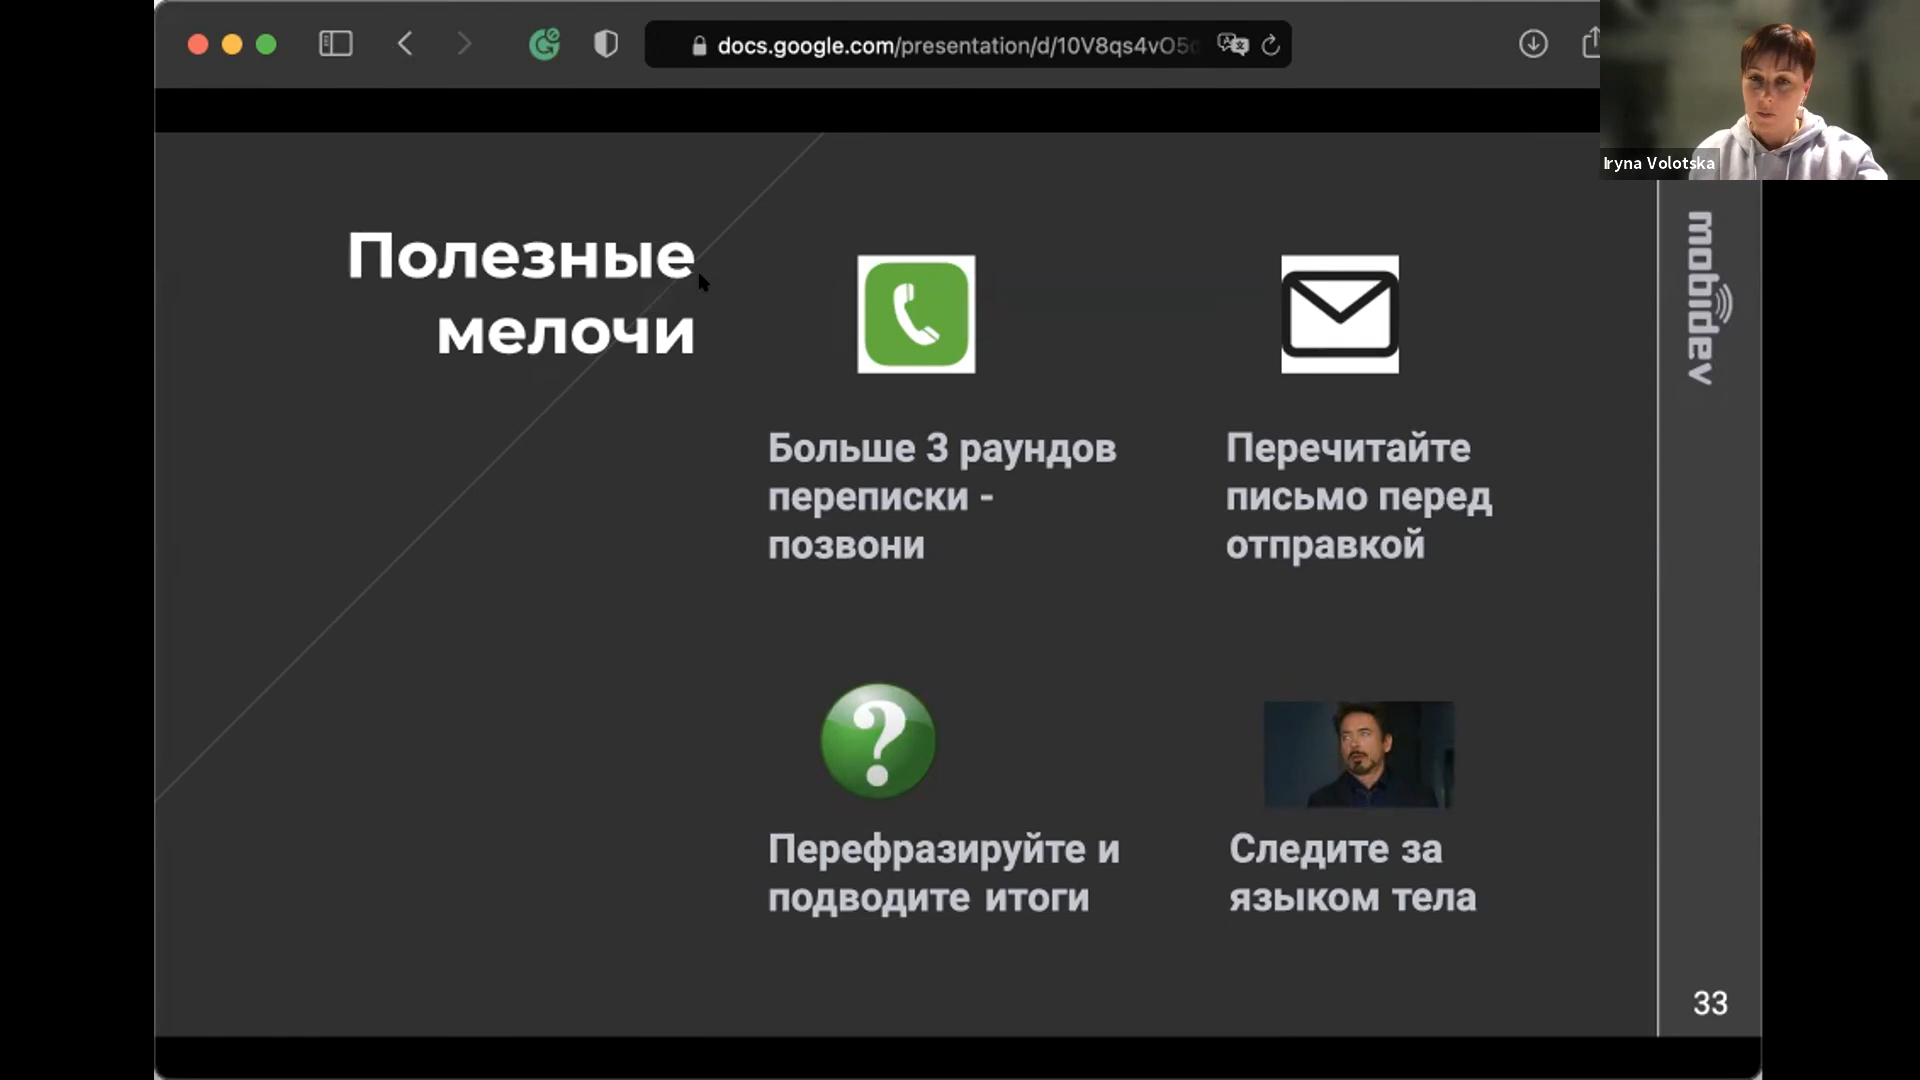 docs.google.com/presentation/d/10V8qs4vO5
Iryna Volotska
Полезные
мелочи
mobidev
Больше 3 раундов
переписки -
позвони
Перечитайте
письмо перед
отправкой
?
Перефразируйте и
подводите итоги
Следите за
языком тела
33